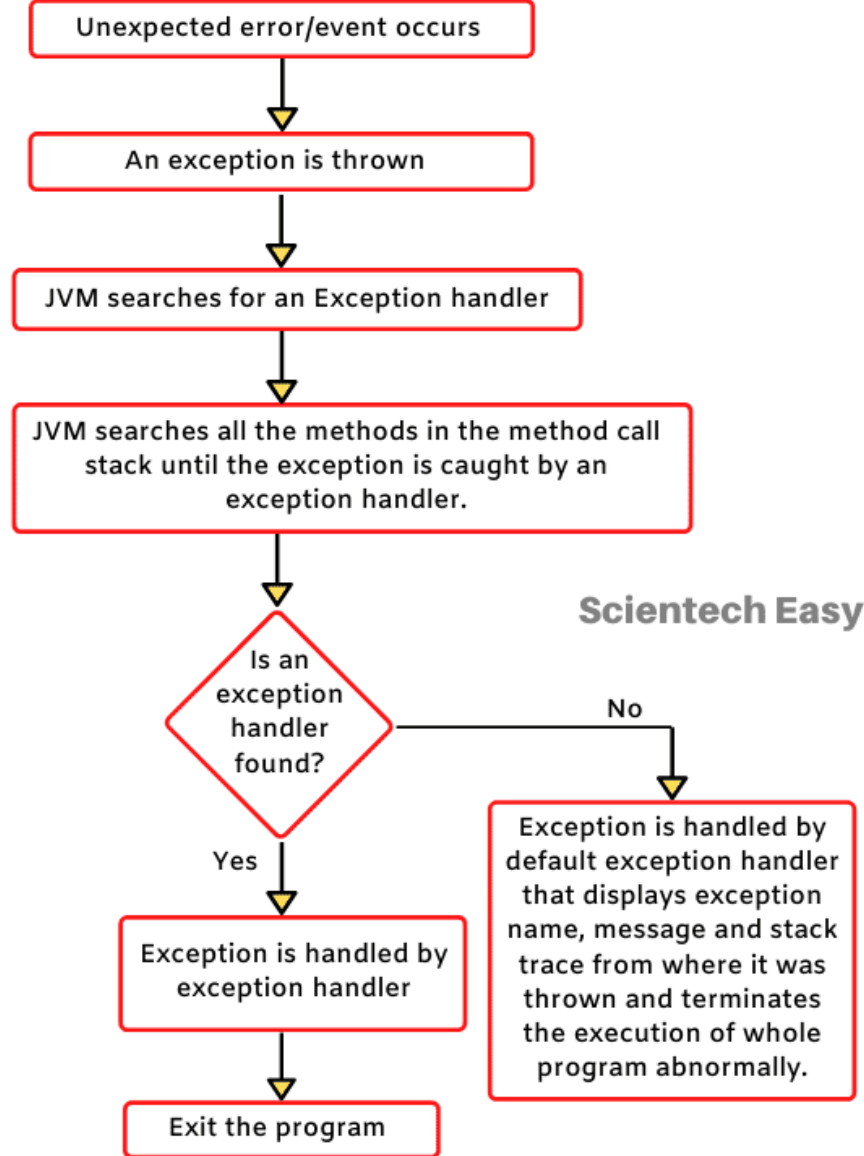 Unexpected error/event occurs
An exception is thrown
JVM searches for an Exception handler
JVM searches all the methods in the method call
stack until the exception is caught by an
exception handler.
Scientech Easy
Is an
exception
handler
found?
No
Yes
Exception is handled by
default exception handler
that displays exception
name, message and stack
trace from where it was
thrown and terminates
the execution of whole
program abnormally.
Exception is handled by
exception handler
Exit the program